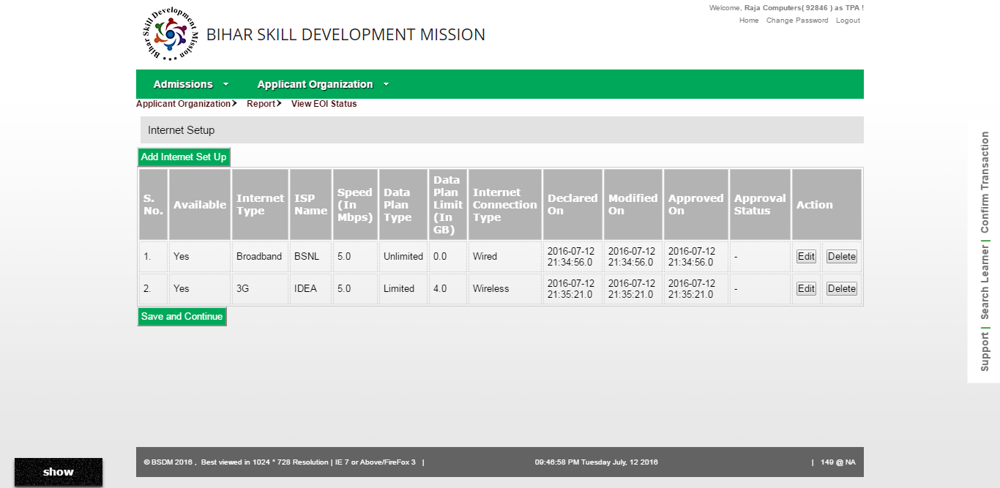 Welcome, Raja Computers( 92846 ) as TPA !
Home Change Password Logout
Bihar Skill Development Mission
BIHAR SKILL DEVELOPMENT MISSION
Admissions Applicant Organization
Applicant Organization Report View EOI Status
Internet Setup
Add Internet Set Up
S. No. Available Internet Type ISP Name Speed (In Mbps) Data Plan Type Data Plan Limit (In GB) Internet Connection Type Declared On Modified On Approved On Approval Status Action
1. Yes Broadband BSNL 5.0 Unlimited 0.0 Wired 2016-07-12 21:34:56.0 2016-07-12 21:34:56.0 2016-07-12 21:34:56.0 - Edit Delete
2. Yes 3G IDEA 5.0 Limited 4.0 Wireless 2016-07-12 21:35:21.0 2016-07-12 21:35:21.0 2016-07-12 21:35:21.0 - Edit Delete
Save and Continue
Support | Search Learner | Confirm Transaction
© BSDM 2016 , Best viewed in 1024 * 728 Resolution | IE 7 or Above/FireFox 3 | 09:46:58 PM Tuesday July, 12 2016 | 149 @ NA
show